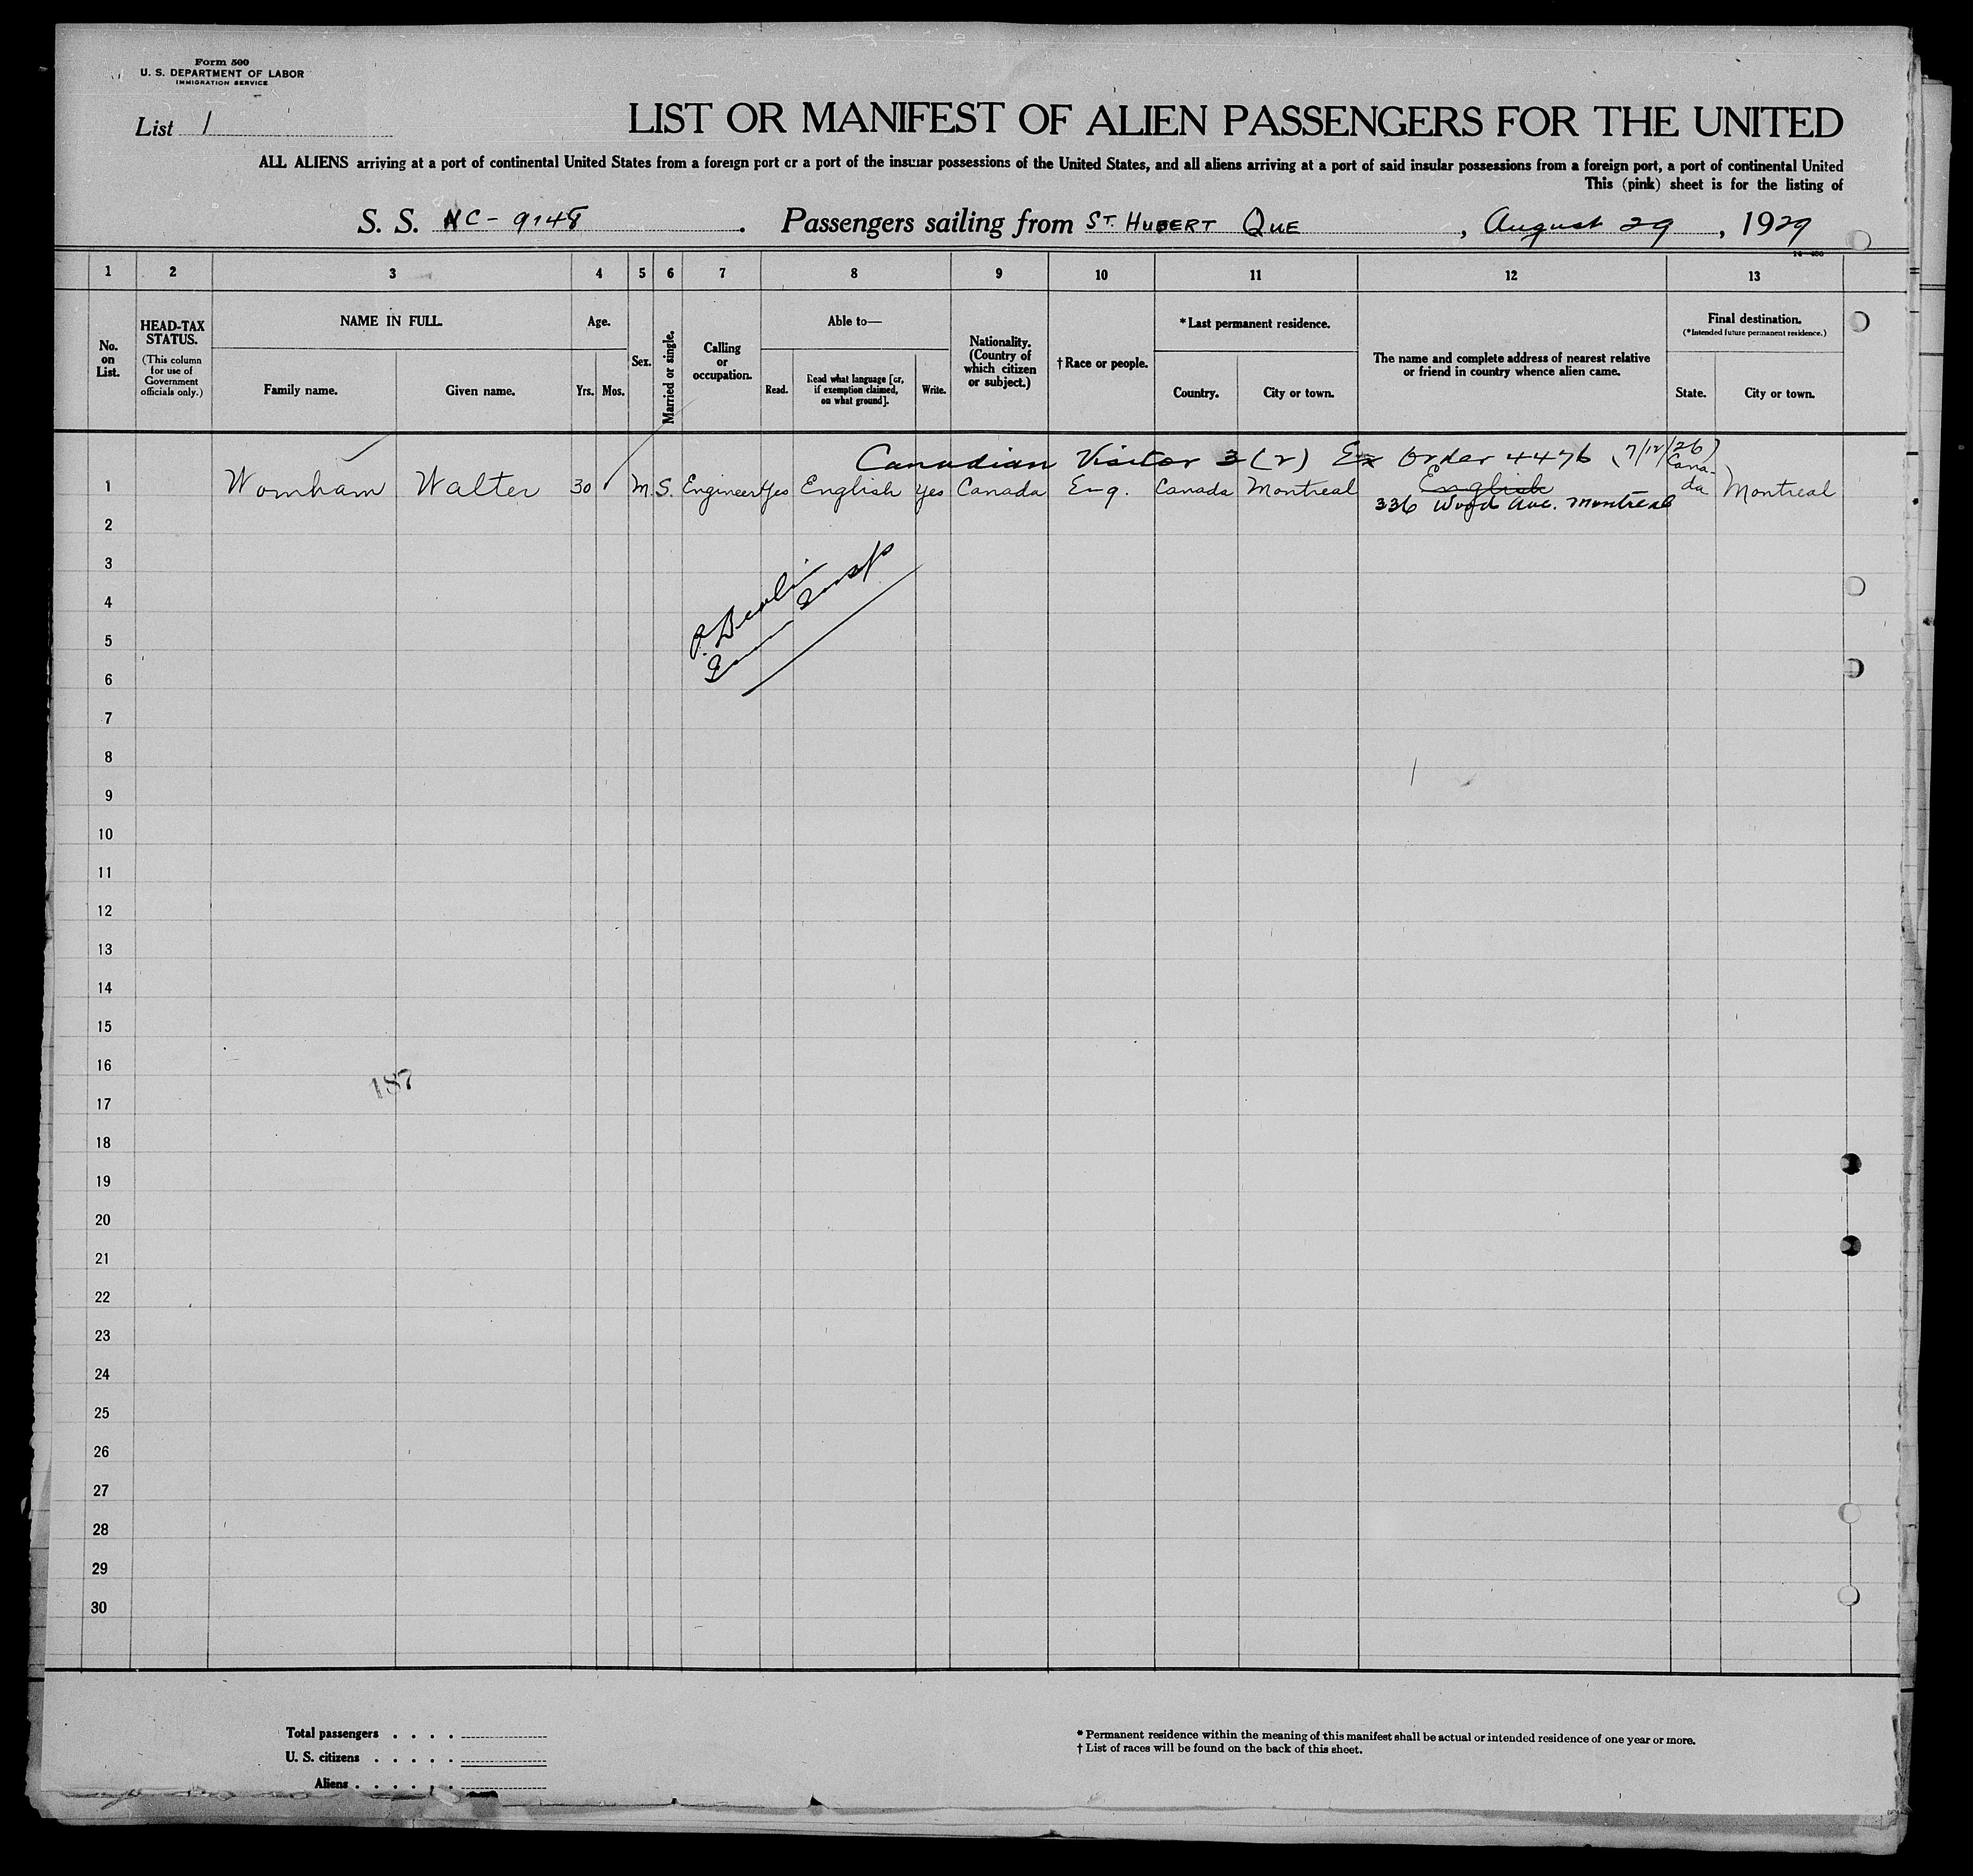 Form 500
U. S. DEPARTMENT OF LABOR
IMMIGRATION SERVICE
List 1
LIST OR MANIFEST OF ALIEN PASSENGERS FOR THE UNITED
ALL ALIENS arriving at a port of continental United States from a foreign port or a port of the insular possessions of the United States, and all aliens arriving at a port of said insular possessions from a foreign port, a port of continental United
This (pink) sheet is for the listing of
S. S. NC-9148. Passengers sailing from ST. HUBERT QUE, August 29, 1929
1 2 3 4 5 6 7 8 9 10 11 12 13
No. on List.
HEAD-TAX STATUS.
(This column for use of Government officials only.)
NAME IN FULL.
Family name. Given name.
Age.
Yrs. Mos.
Sex.
Married or single.
Calling or occupation.
Able to—
Read. Read what language [or, if exemption claimed, on what ground]. Write.
Nationality. (Country of which citizen or subject.)
† Race or people.
* Last permanent residence.
Country. City or town.
The name and complete address of nearest relative or friend in country whence alien came.
Final destination.
(*Intended future permanent residence.)
State. City or town.
Canadian Visitor 3(2) Ex Order 4476 (7/12/26)
1 Womham Walter 30 M. S. Engineer Yes English Yes Canada Eng. Canada Montreal English Canada Montreal
336 Wood Ave. Montreal
2
3
4
5
6
P. Devlin
Imm Insp
7
8
9
10
11
12
13
14
15
16
187
17
18
19
20
21
22
23
24
25
26
27
28
29
30
Total passengers . . . .
U. S. citizens . . . . .
Aliens . . . . . .
* Permanent residence within the meaning of this manifest shall be actual or intended residence of one year or more.
† List of races will be found on the back of this sheet.